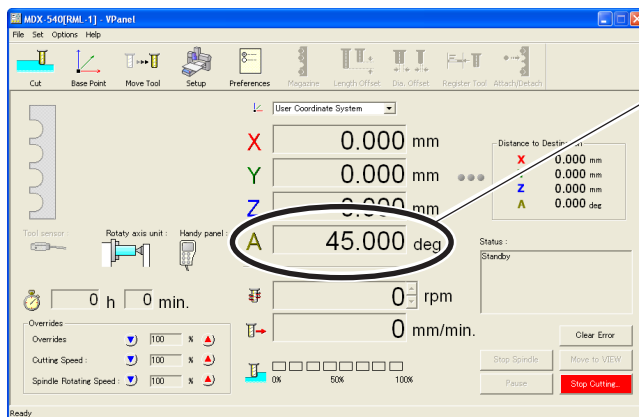 MDX-540[RML-1] - VPanel
File Set Options Help
Cut Base Point Move Tool Setup Preferences Magazine Length Offset Dia. Offset Register Tool Attach/Detach
User Coordinate System
X 0.000 mm
Y 0.000 mm
Z 0.000 mm
A 45.000 deg
Distance to Destination
X 0.000 mm
Y 0.000 mm
Z 0.000 mm
A 0.000 deg
Tool sensor : Rotaty axis unit : Handy panel :
Status :
Standby
0 h 0 min.
0 rpm
0 mm/min.
Overrides
Overrides 100 %
Cutting Speed : 100 %
Spindle Rotating Speed : 100 %
0% 50% 100%
Clear Error
Stop Spindle Move to VIEW
Pause Stop Cutting...
Ready